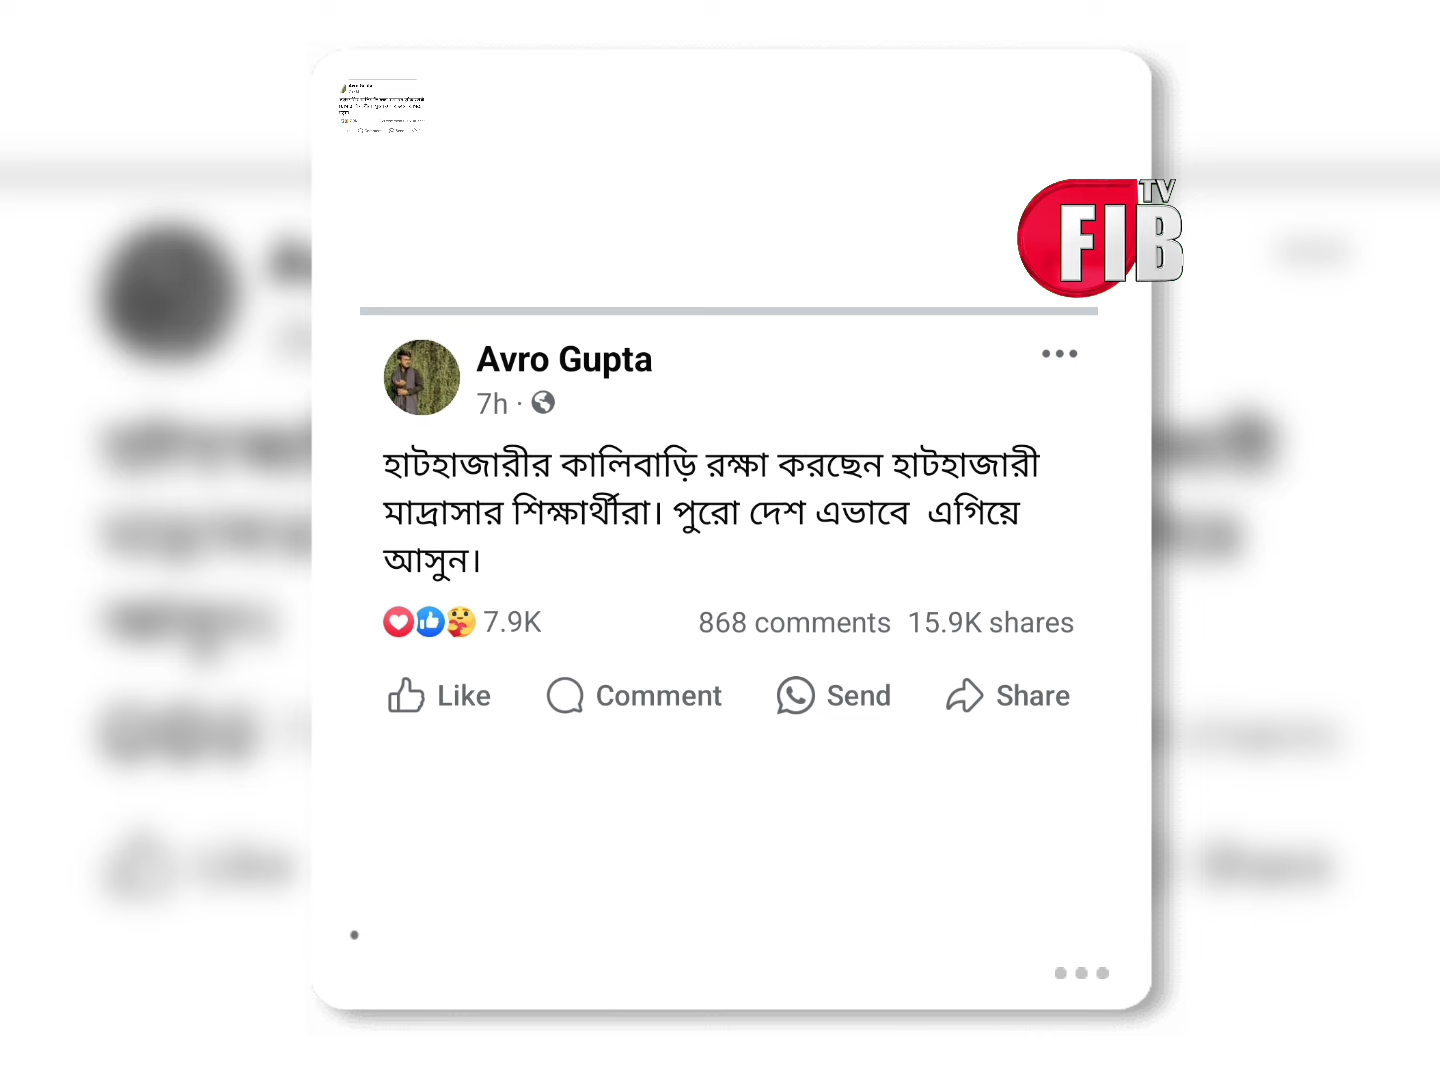 TV
FIB
Avro Gupta
7h ·
হাটহাজারীর কালিবাড়ি রক্ষা করছেন হাটহাজারী
মাদ্রাসার শিক্ষার্থীরা। পুরো দেশ এভাবে এগিয়ে
আসুন।
7.9K 868 comments 15.9K shares
Like Comment Send Share